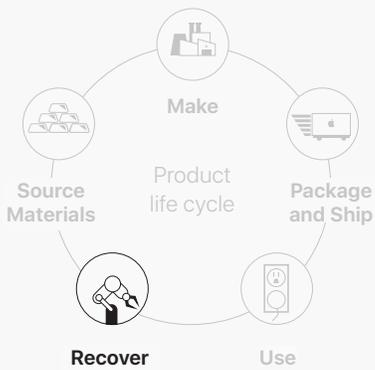 Make
Source
Materials
Product
life cycle
Package
and Ship
Recover
Use